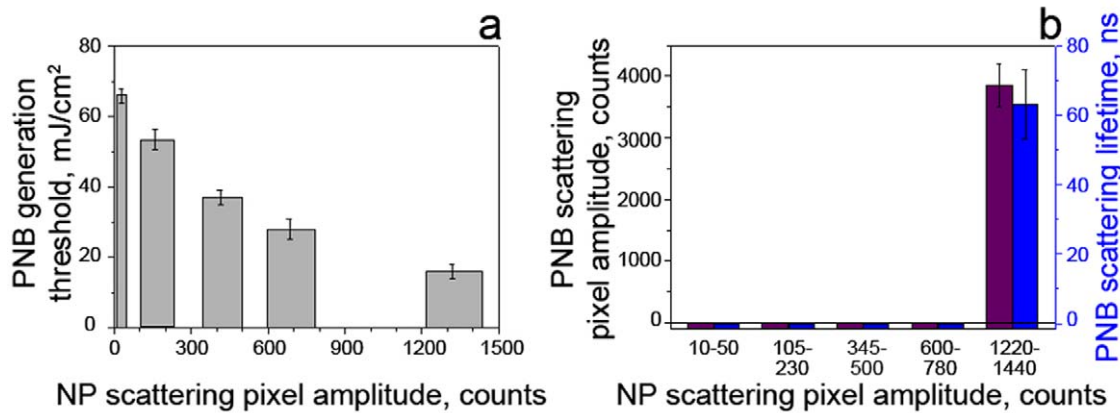 a
PNB generation
threshold, mJ/cm²
80
60
40
20
0
0 300 600 900 1200 1500
NP scattering pixel amplitude, counts
b
PNB scattering
pixel amplitude, counts
4000
3000
2000
1000
0
10-50 105-230 345-500 600-780 1220-1440
NP scattering pixel amplitude, counts
80
60
40
20
0
PNB scattering lifetime, ns